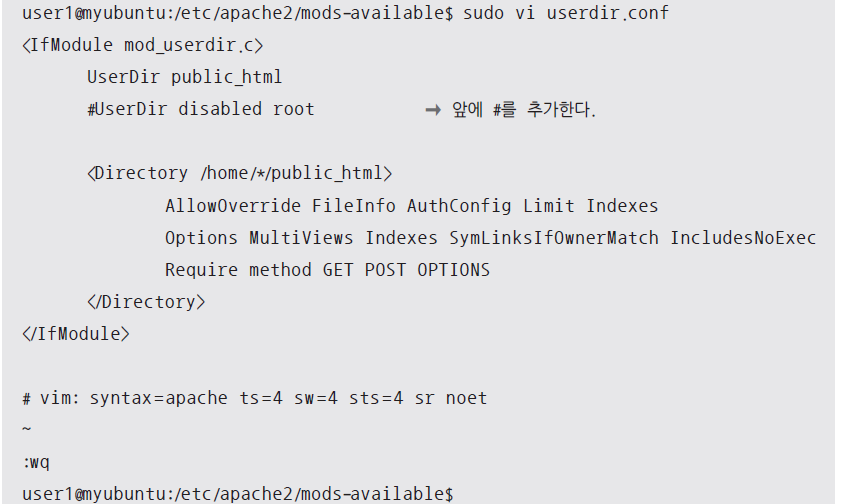 user1@myubuntu:/etc/apache2/mods-available$ sudo vi userdir.conf
<IfModule mod_userdir.c>
UserDir public_html
#UserDir disabled root → 앞에 #를 추가한다.
<Directory /home/*/public_html>
AllowOverride FileInfo AuthConfig Limit Indexes
Options MultiViews Indexes SymLinksIfOwnerMatch IncludesNoExec
Require method GET POST OPTIONS
</Directory>
</IfModule>
# vim: syntax=apache ts=4 sw=4 sts=4 sr noet
~
:wq
user1@myubuntu:/etc/apache2/mods-available$